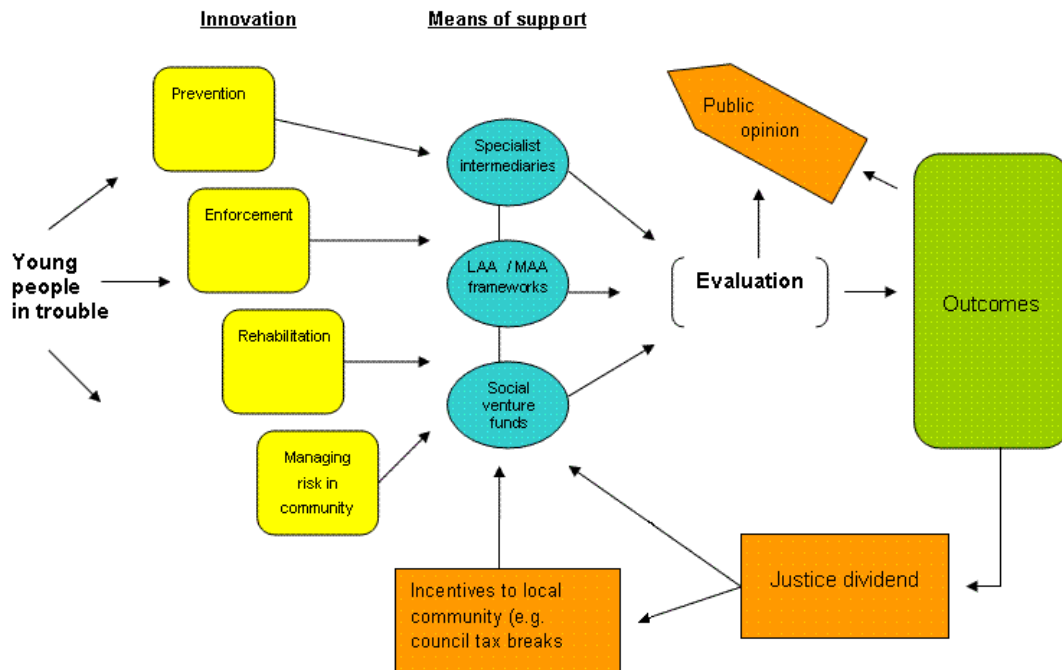 Innovation
Means of support
Prevention
Enforcement
Rehabilitation
Managing
risk in
community
Young
people
in trouble
Specialist
intermediaries
LAA / MAA
frameworks
Social
venture
funds
Evaluation
Public
opinion
Outcomes
Justice dividend
Incentives to local
community (e.g.
council tax breaks